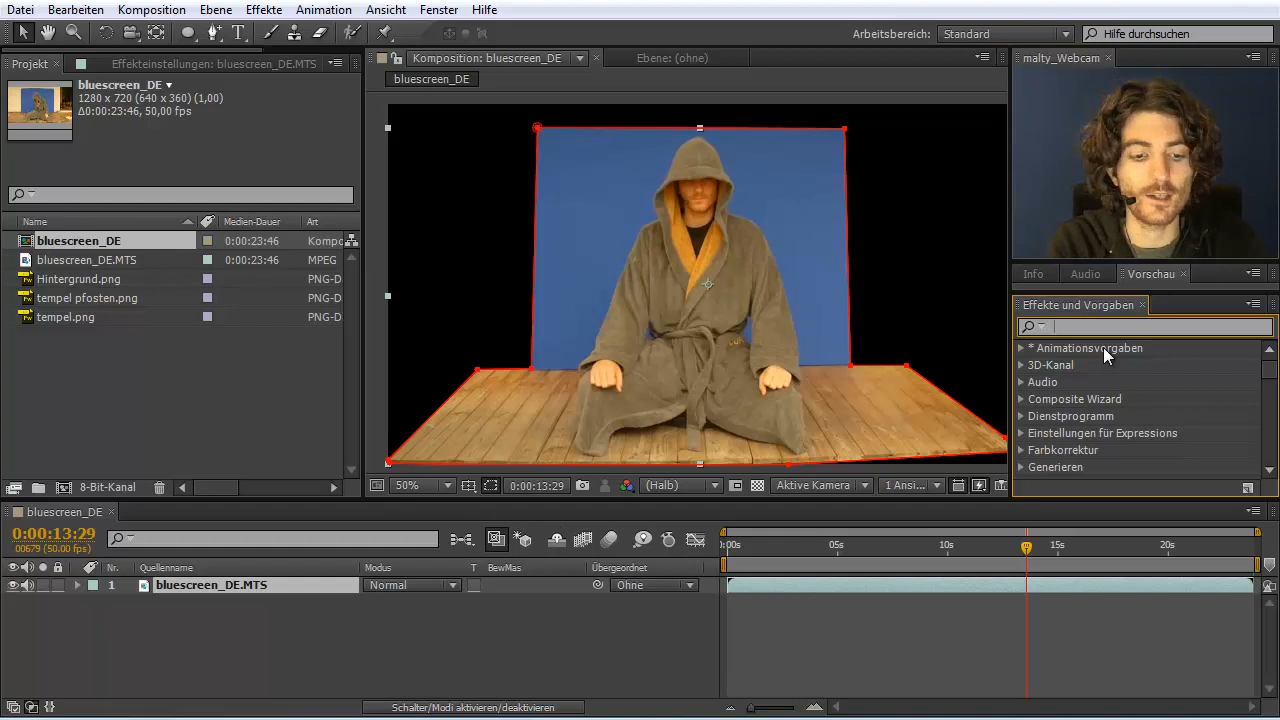 Datei Bearbeiten Komposition Ebene Effekte Animation Ansicht Fenster Hilfe
Arbeitsbereich: Standard Hilfe durchsuchen
Projekt Effekteinstellungen: bluescreen_DE.MTS
Komposition: bluescreen_DE Ebene: (ohne)
malty_Webcam
bluescreen_DE
bluescreen_DE
1280 x 720 (640 x 360) (1,00)
Δ0:00:23:46, 50,00 fps
Name Medien-Dauer Art
bluescreen_DE 0:00:23:46 Kompo
bluescreen_DE.MTS 0:00:23:46 MPEG
Hintergrund.png PNG-D
tempel pfosten.png PNG-D
tempel.png PNG-D
8-Bit-Kanal
50% 0:00:13:29 (Halb) Aktive Kamera 1 Ansi...
Info Audio Vorschau
Effekte und Vorgaben
* Animationsvorgaben
3D-Kanal
Audio
Composite Wizard
Dienstprogramm
Einstellungen für Expressions
Farbkorrektur
Generieren
bluescreen_DE
0:00:13:29
00679 (50.00 fps)
Nr. Quellenname Modus T BewMas Übergeordnet
1 bluescreen_DE.MTS Normal Ohne
:00s 05s 10s 15s 20s
Schalter/Modi aktivieren/deaktivieren